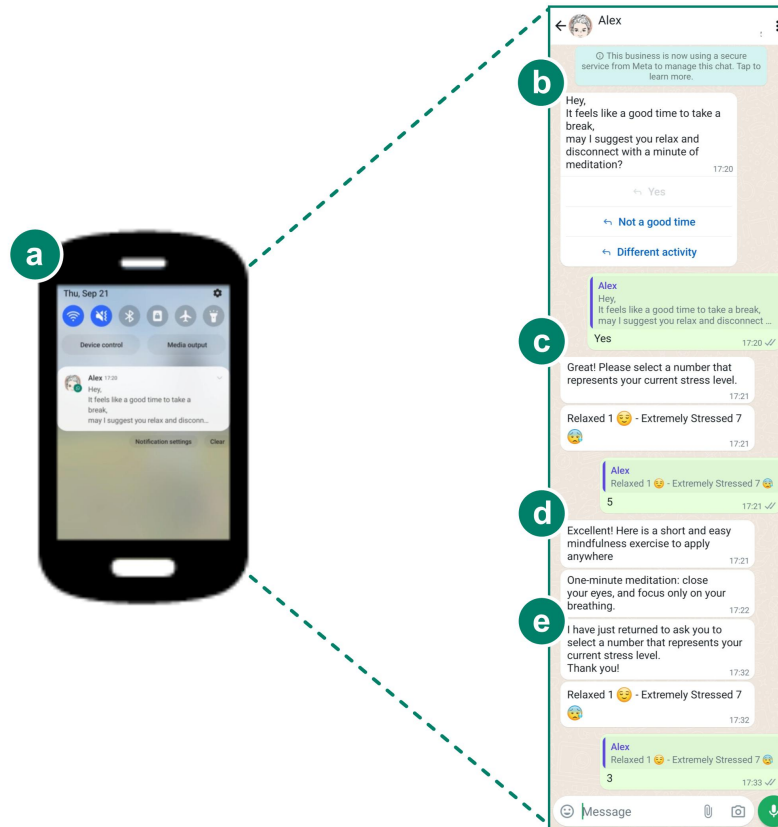 a
Thu, Sep 21
Device control Media output
Alex 17:20
Hey,
It feels like a good time to take a
break,
may I suggest you relax and disconn...
Notification settings Clear
Alex
This business is now using a secure
service from Meta to manage this chat. Tap to
learn more.
b
Hey,
It feels like a good time to take a
break,
may I suggest you relax and
disconnect with a minute of
meditation?
17:20
Yes
Not a good time
Different activity
Alex
Hey,
It feels like a good time to take a break,
may I suggest you relax and disconnect ...
Yes
17:20
c
Great! Please select a number that
represents your current stress level.
17:21
Relaxed 1 😌 - Extremely Stressed 7
😰
17:21
Alex
Relaxed 1 😌 - Extremely Stressed 7 😰
5
17:21
d
Excellent! Here is a short and easy
mindfulness exercise to apply
anywhere
17:21
One-minute meditation: close
your eyes, and focus only on your
breathing.
17:22
e
I have just returned to ask you to
select a number that represents your
current stress level.
Thank you!
17:32
Relaxed 1 😌 - Extremely Stressed 7
😰
17:32
Alex
Relaxed 1 😌 - Extremely Stressed 7 😰
3
17:33
Message